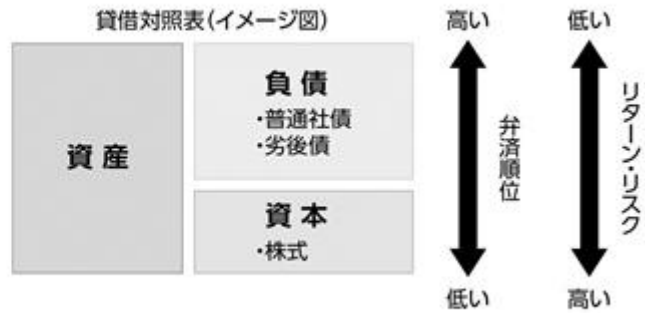 貸借対照表(イメージ図)
高い
低い
資産
負債
・普通社債
・劣後債
資本
・株式
弁済順位
リターン・リスク
低い
高い